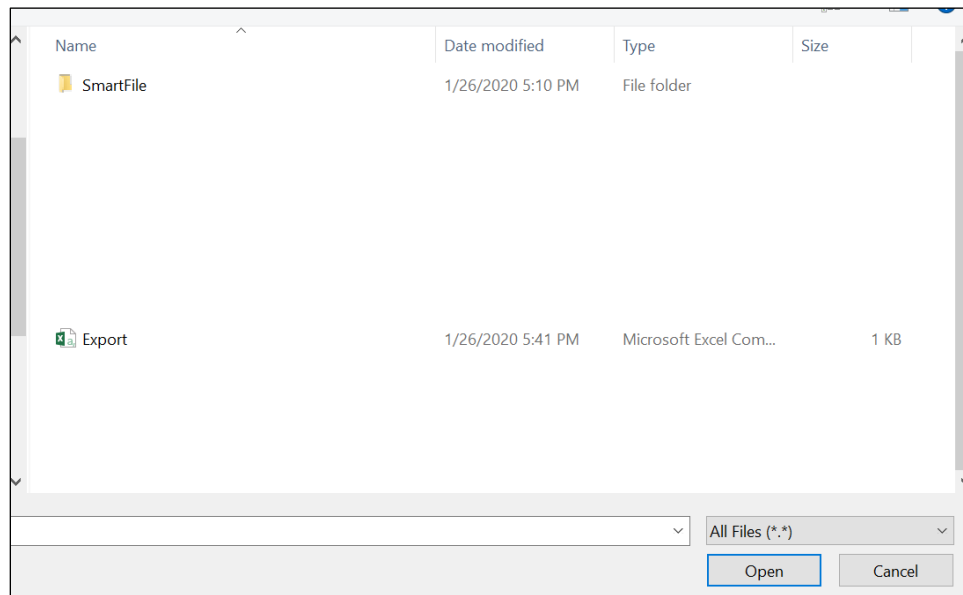 Name Date modified Type Size
SmartFile 1/26/2020 5:10 PM File folder
Export 1/26/2020 5:41 PM Microsoft Excel Com... 1 KB
All Files (*.*)
Open Cancel